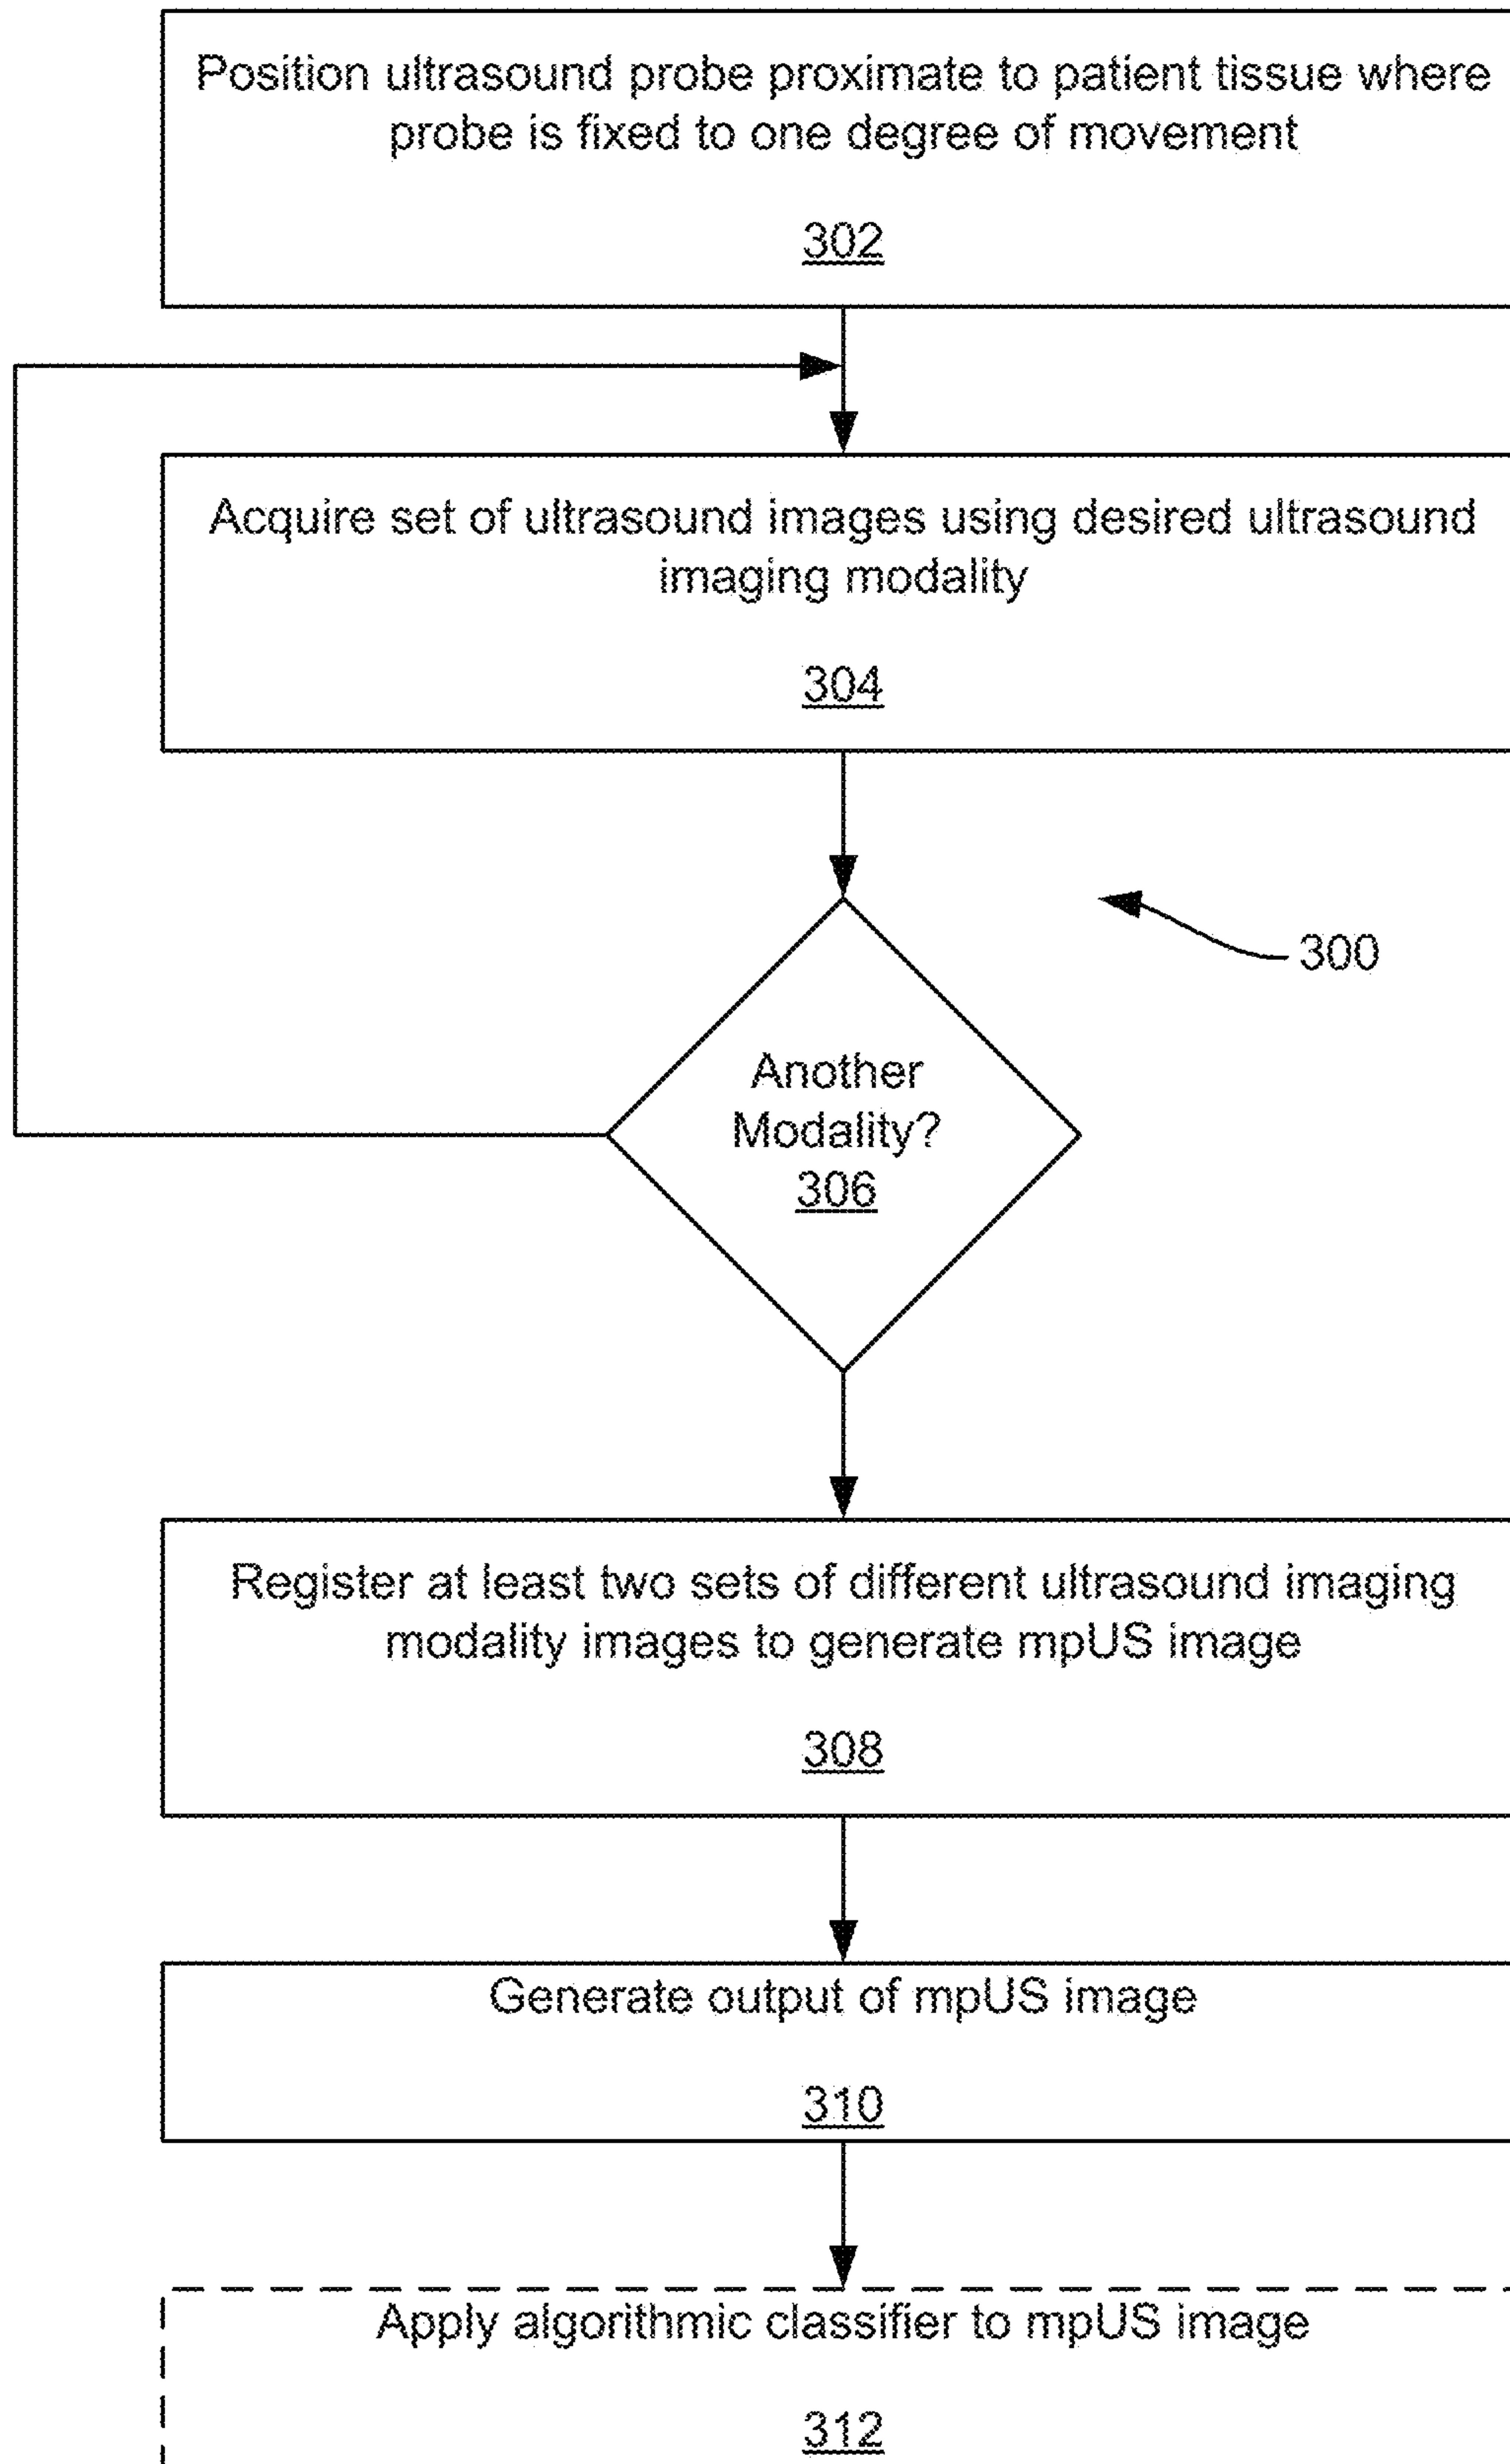 Position ultrasound probe proximate to patient tissue where
probe is fixed to one degree of movement
302
Acquire set of ultrasound images using desired ultrasound
imaging modality
304
300
Another
Modality?
306
Register at least two sets of different ultrasound imaging
modality images to generate mpUS image
308
Generate output of mpUS image
310
Apply algorithmic classifier to mpUS image
312